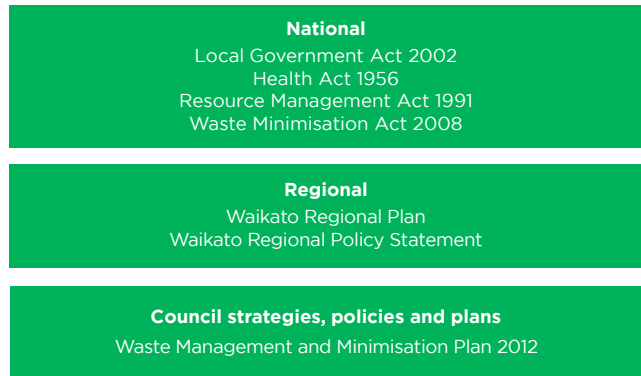 National
Local Government Act 2002
Health Act 1956
Resource Management Act 1991
Waste Minimisation Act 2008
Regional
Waikato Regional Plan
Waikato Regional Policy Statement
Council strategies, policies and plans
Waste Management and Minimisation Plan 2012